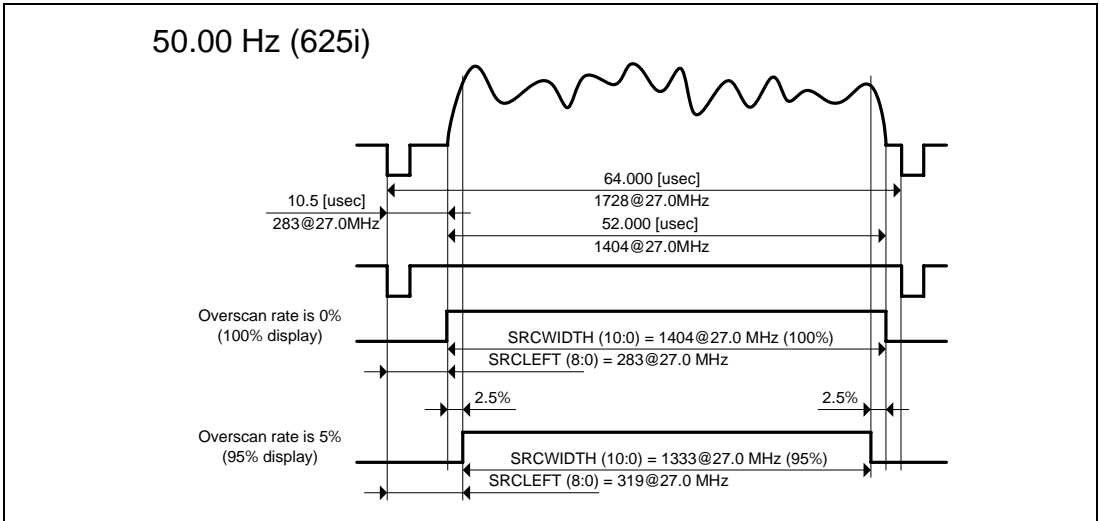 50.00 Hz (625i)
64.000 [usec]
10.5 [usec]
1728@27.0MHz
283@27.0MHz
52.000 [usec]
1404@27.0MHz
Overscan rate is 0%
(100% display)
SRCWIDTH (10:0) = 1404@27.0 MHz (100%)
SRCLEFT (8:0) = 283@27.0 MHz
2.5%
2.5%
Overscan rate is 5%
(95% display)
SRCWIDTH (10:0) = 1333@27.0 MHz (95%)
SRCLEFT (8:0) = 319@27.0 MHz